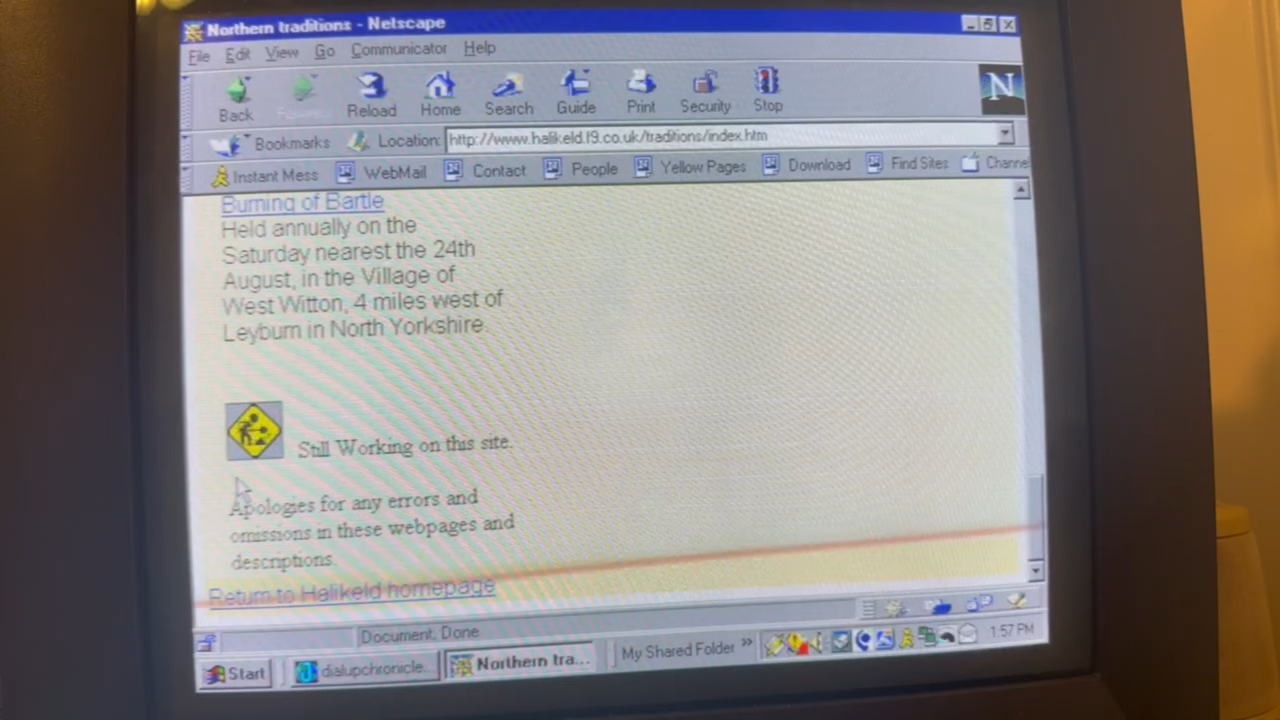 Northern traditions - Netscape
File Edit View Go Communicator Help
Back Forward Reload Home Search Guide Print Security Stop
N
Bookmarks Location: http://www.halikeld.f9.co.uk/traditions/index.htm
Instant Mess WebMail Contact People Yellow Pages Download Find Sites Channe
Burning of Bartle
Held annually on the
Saturday nearest the 24th
August, in the Village of
West Witton, 4 miles west of
Leyburn in North Yorkshire.
Still Working on this site.
Apologies for any errors and
omissions in these webpages and
descriptions.
Return to Halikeld homepage
Document: Done
Start dialupchronicle... Northern tra... My Shared Folder » 1:57 PM